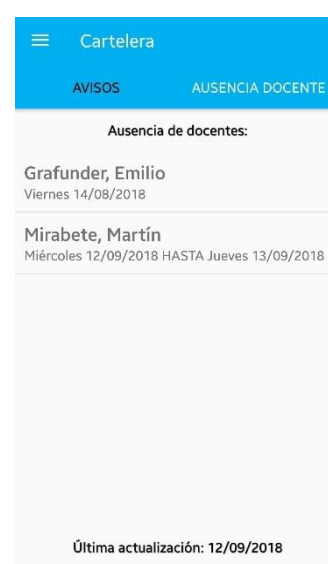 Cartelera
AVISOS AUSENCIA DOCENTE
Ausencia de docentes:
Grafunder, Emilio
Viernes 14/08/2018
Mirabete, Martín
Miércoles 12/09/2018 HASTA Jueves 13/09/2018
Última actualización: 12/09/2018